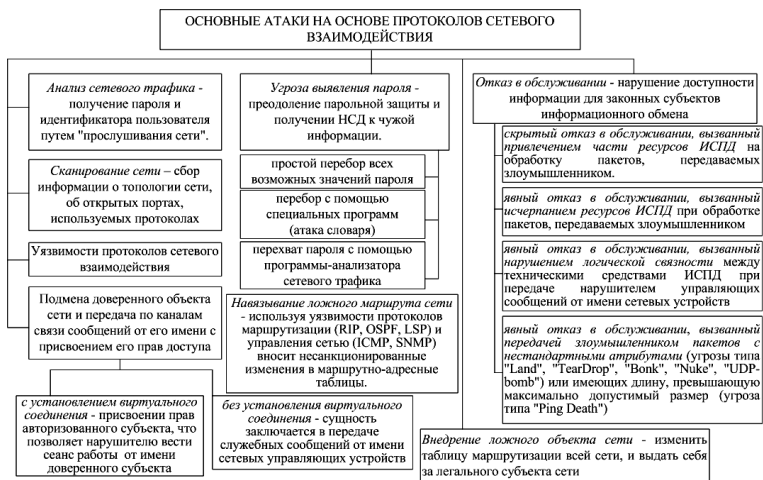 ОСНОВНЫЕ АТАКИ НА ОСНОВЕ ПРОТОКОЛОВ СЕТЕВОГО
ВЗАИМОДЕЙСТВИЯ
Анализ сетевого трафика -
получение пароля и
идентификатора пользователя
путем "прослушивания сети".
Сканирование сети – сбор
информации о топологии сети,
об открытых портах,
используемых протоколах
Уязвимости протоколов сетевого
взаимодействия
Подмена доверенного объекта
сети и передача по каналам
связи сообщений от его имени с
присвоением его прав доступа
с установлением виртуального
соединения - присвоении прав
авторизованного субъекта, что
позволяет нарушителю вести
сеанс работы от имени
доверенного субъекта
без установления виртуального
соединения - сущность
заключается в передаче
служебных сообщений от имени
сетевых управляющих устройств
Угроза выявления пароля -
преодоление парольной защиты и
получении НСД к чужой
информации.
простой перебор всех
возможных значений пароля
перебор с помощью
специальных программ
(атака словаря)
перехват пароля с помощью
программы-анализатора
сетевого трафика
Навязывание ложного маршрута сети
- используя уязвимости протоколов
маршрутизации (RIP, OSPF, LSP) и
управления сетью (ICMP, SNMP)
вносит несанкционированные
изменения в маршрутно-адресные
таблицы.
Отказ в обслуживании - нарушение доступности
информации для законных субъектов
информационного обмена
скрытый отказ в обслуживании, вызванный
привлечением части ресурсов ИСПД на
обработку пакетов, передаваемых
злоумышленником.
явный отказ в обслуживании, вызванный
исчерпанием ресурсов ИСПД при обработке
пакетов, передаваемых злоумышленником
явный отказ в обслуживании, вызванный
нарушением логической связности между
техническими средствами ИСПД при
передаче нарушителем управляющих
сообщений от имени сетевых устройств
явный отказ в обслуживании, вызванный
передачей злоумышленником пакетов с
нестандартными атрибутами (угрозы типа
"Land", "TearDrop", "Bonk", "Nuke", "UDP-
bomb") или имеющих длину, превышающую
максимально допустимый размер (угроза
типа "Ping Death")
Внедрение ложного объекта сети - изменить
таблицу маршрутизации всей сети, и выдать себя
за легального субъекта сети